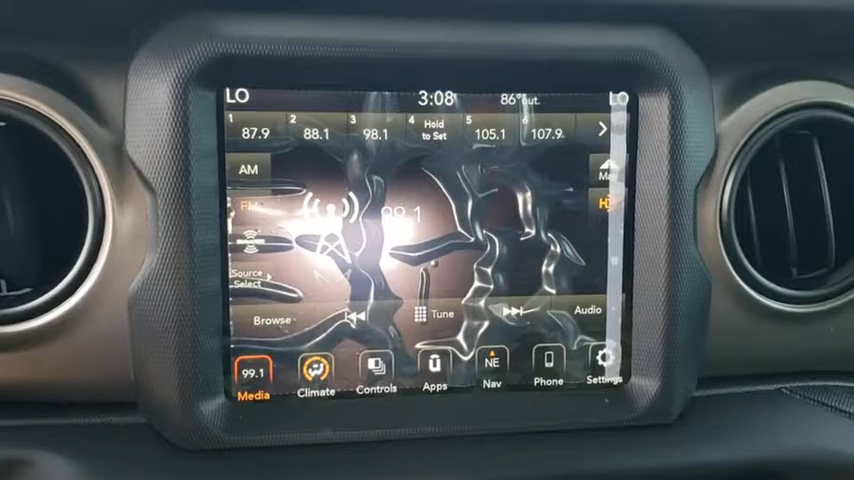 LO 3:08 86° out. LO
1 87.9 2 88.1 3 98.1 4 Hold to Set 5 105.1 6 107.9
AM
FM
99.1
HD
Source
Select
Browse Tune Audio
99.1 NE
Media Climate Controls Apps Nav Phone Settings